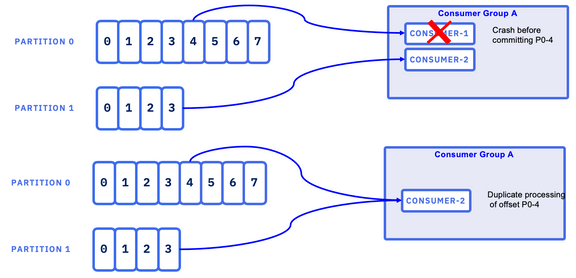 Consumer Group A
PARTITION 0
0 1 2 3 4 5 6 7
CONSUMER-1
Crash before
committing P0-4
CONSUMER-2
PARTITION 1
0 1 2 3
Consumer Group A
PARTITION 0
0 1 2 3 4 5 6 7
CONSUMER-2
Duplicate processing
of offset P0-4
PARTITION 1
0 1 2 3